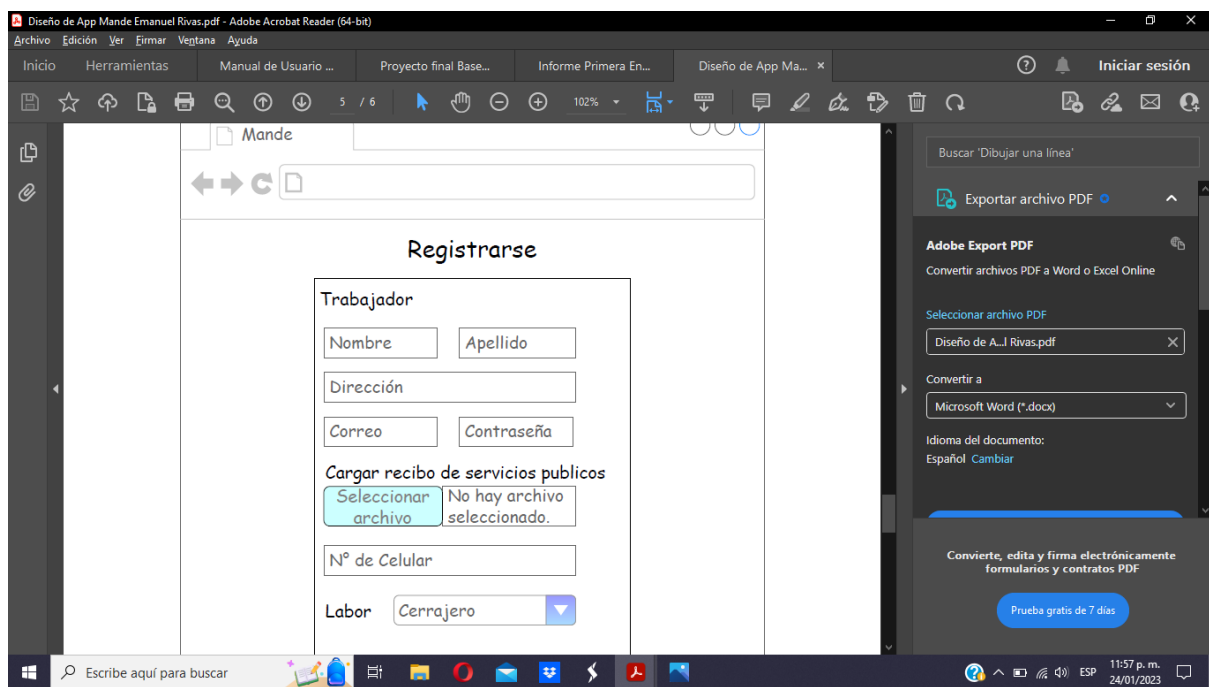 Diseño de App Mande Emanuel Rivas.pdf - Adobe Acrobat Reader (64-bit)
Archivo Edición Ver Firmar Ventana Ayuda
Inicio Herramientas Manual de Usuario ... Proyecto final Base... Informe Primera En... Diseño de App Ma... × Iniciar sesión
5 / 6 102%
Mande
Buscar 'Dibujar una línea'
Exportar archivo PDF
Registrarse
Adobe Export PDF
Convertir archivos PDF a Word o Excel Online
Trabajador
Seleccionar archivo PDF
Nombre Apellido
Diseño de A...l Rivas.pdf
Dirección
Convertir a
Microsoft Word (*.docx)
Correo Contraseña
Idioma del documento:
Español Cambiar
Cargar recibo de servicios publicos
Seleccionar archivo
No hay archivo seleccionado.
Nº de Celular
Convierte, edita y firma electrónicamente
formularios y contratos PDF
Labor Cerrajero
Prueba gratis de 7 días
Escribe aquí para buscar
ESP
11:57 p. m.
24/01/2023